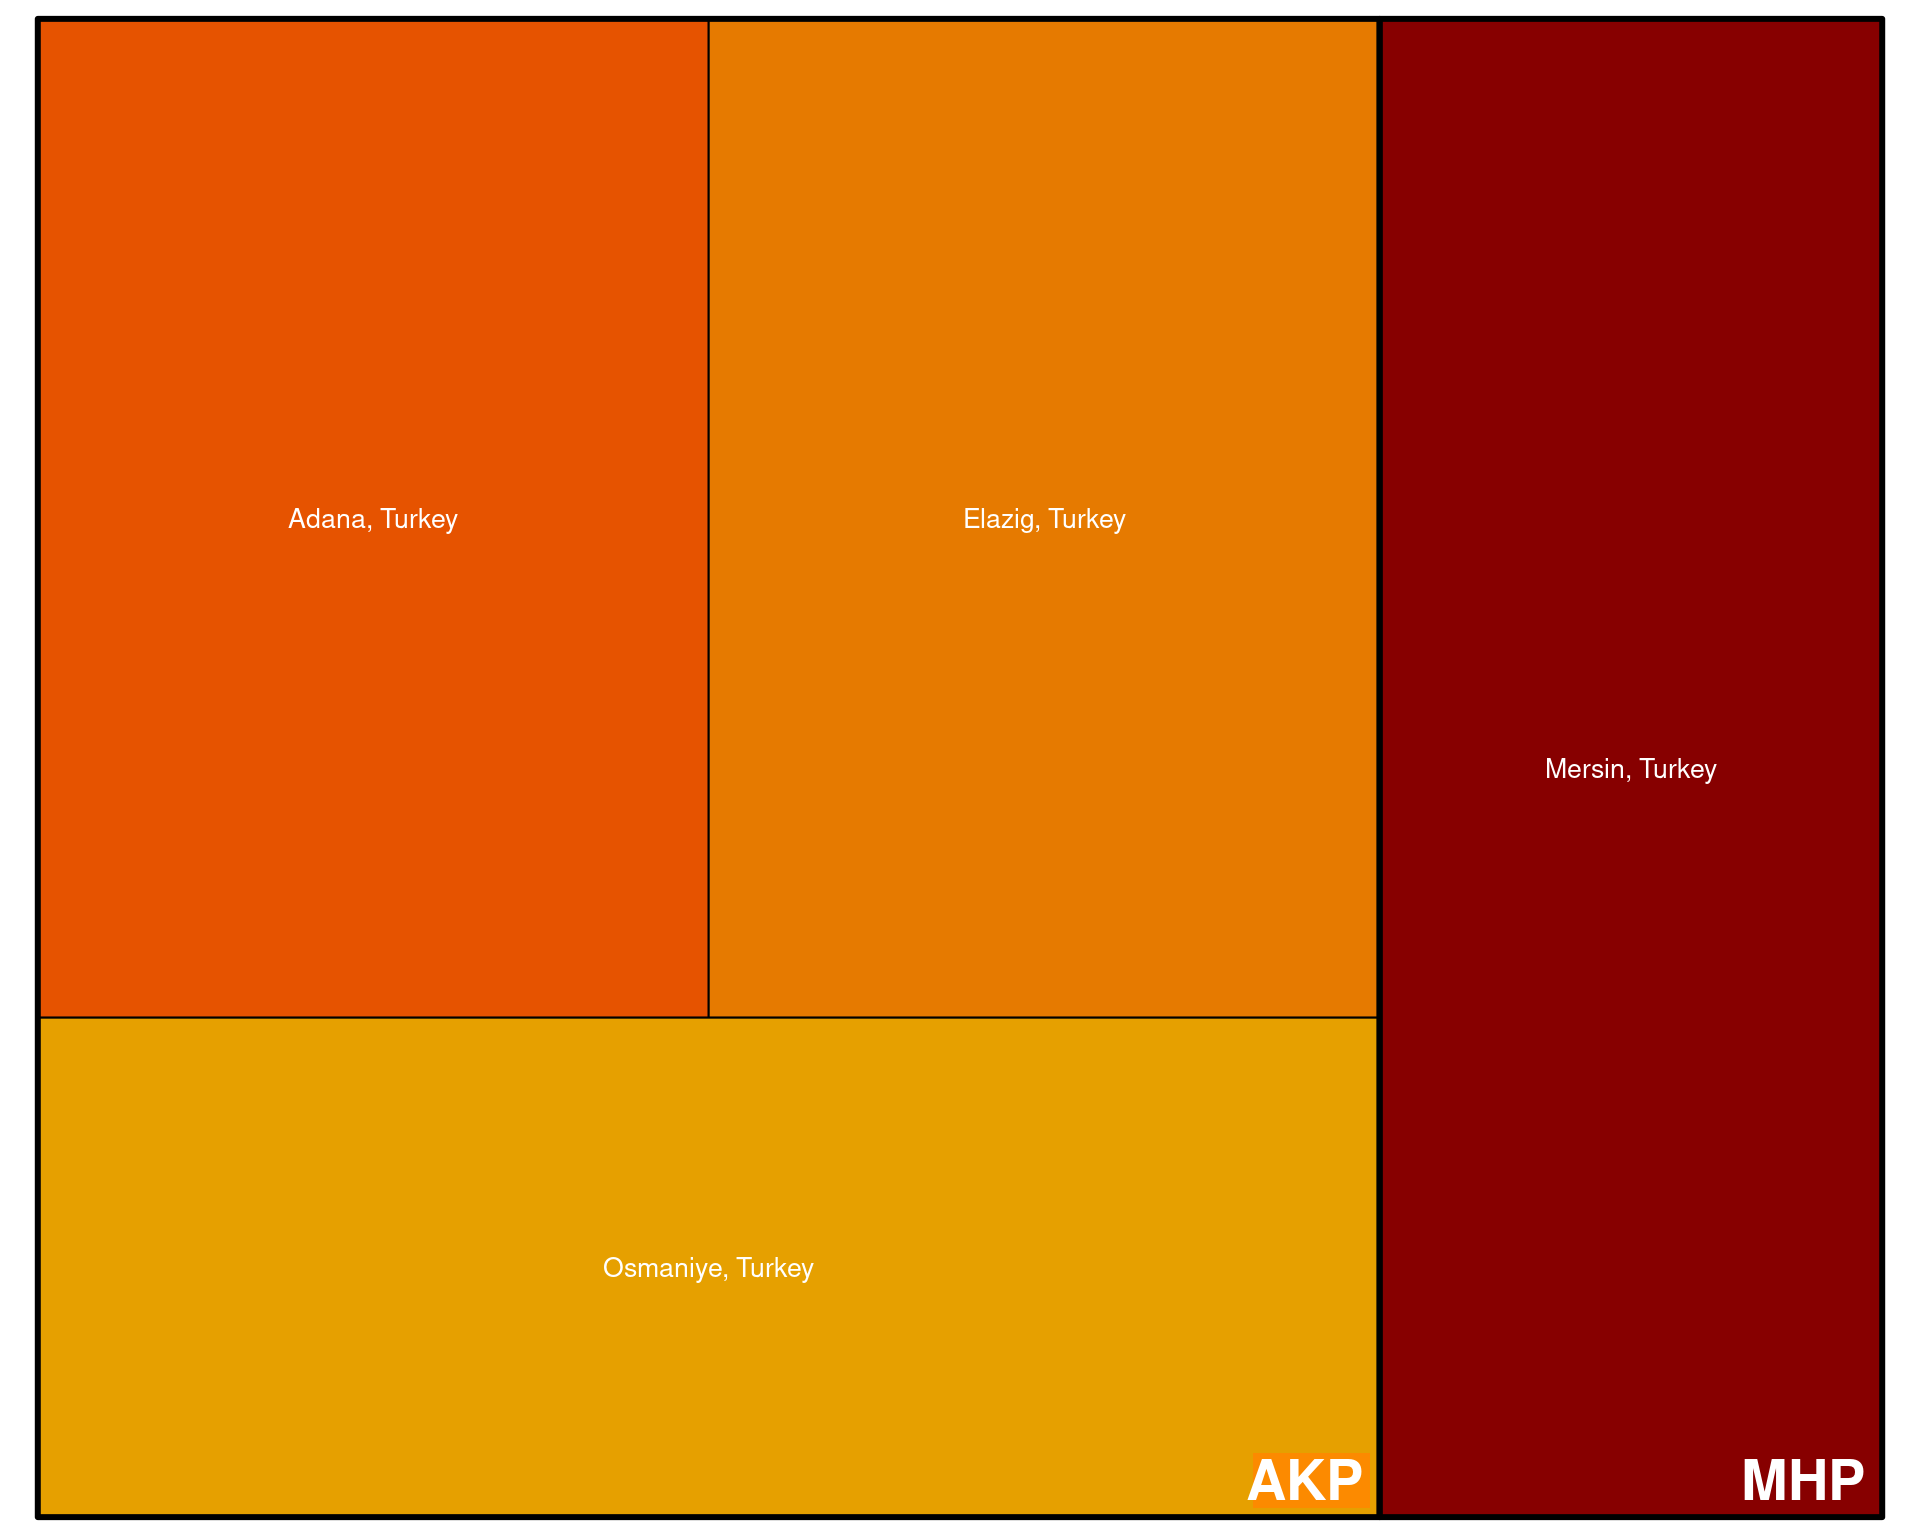 Adana, Turkey
Elazig, Turkey
Mersin, Turkey
Osmaniye, Turkey
AKP
MHP